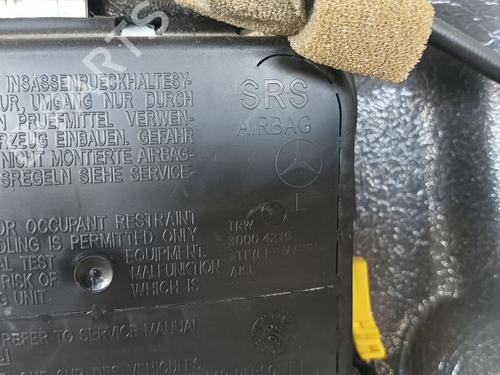 INSASSENRUECKHALTESY-
UR, UMGANG NUR DURCH
N PRUEFMITTEL VERWEN-
RZEUG EINBAUEN. GEFAHR
NICHT MONTIERTE AIRBAG-
SREGELN SIEHE SERVICE-
SRS
AIRBAG
L
OR OCCUPANT RESTRAINT
DLING IS PERMITTED ONLY
AL TEST EQUIPMENT.
RISK OF MALFUNKTION
G UNIT. WHICH IS
TRW
3000 4216
REFER TO SERVICE MANUAL